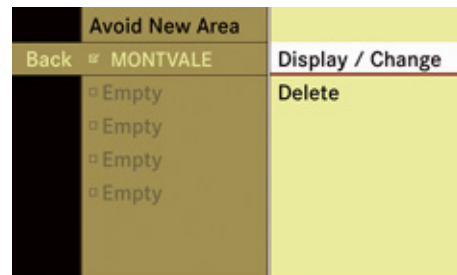 Avoid New Area
Back MONTVALE Display / Change
Empty Delete
Empty
Empty
Empty